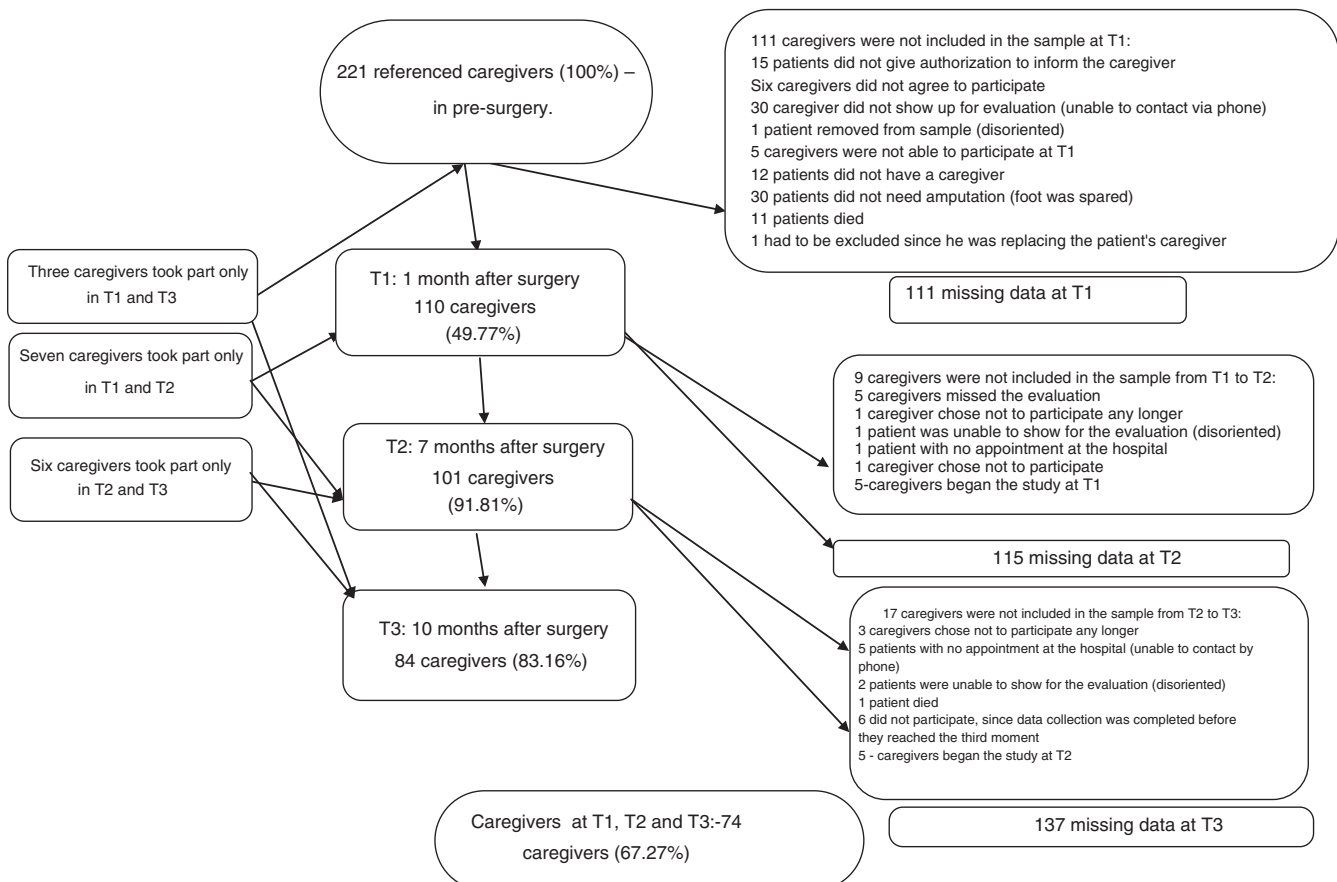 221 referenced caregivers (100%) –
in pre-surgery.
111 caregivers were not included in the sample at T1:
15 patients did not give authorization to inform the caregiver
Six caregivers did not agree to participate
30 caregiver did not show up for evaluation (unable to contact via phone)
1 patient removed from sample (disoriented)
5 caregivers were not able to participate at T1
12 patients did not have a caregiver
30 patients did not need amputation (foot was spared)
11 patients died
1 had to be excluded since he was replacing the patient's caregiver
111 missing data at T1
Three caregivers took part only
in T1 and T3
Seven caregivers took part only
in T1 and T2
Six caregivers took part only
in T2 and T3
T1: 1 month after surgery
110 caregivers
(49.77%)
9 caregivers were not included in the sample from T1 to T2:
5 caregivers missed the evaluation
1 caregiver chose not to participate any longer
1 patient was unable to show for the evaluation (disoriented)
1 patient with no appointment at the hospital
1 caregiver chose not to participate
5-caregivers began the study at T1
T2: 7 months after surgery
101 caregivers
(91.81%)
115 missing data at T2
T3: 10 months after surgery
84 caregivers (83.16%)
17 caregivers were not included in the sample from T2 to T3:
3 caregivers chose not to participate any longer
5 patients with no appointment at the hospital (unable to contact by
phone)
2 patients were unable to show for the evaluation (disoriented)
1 patient died
6 did not participate, since data collection was completed before
they reached the third moment
5 - caregivers began the study at T2
137 missing data at T3
Caregivers at T1, T2 and T3:-74
caregivers (67.27%)